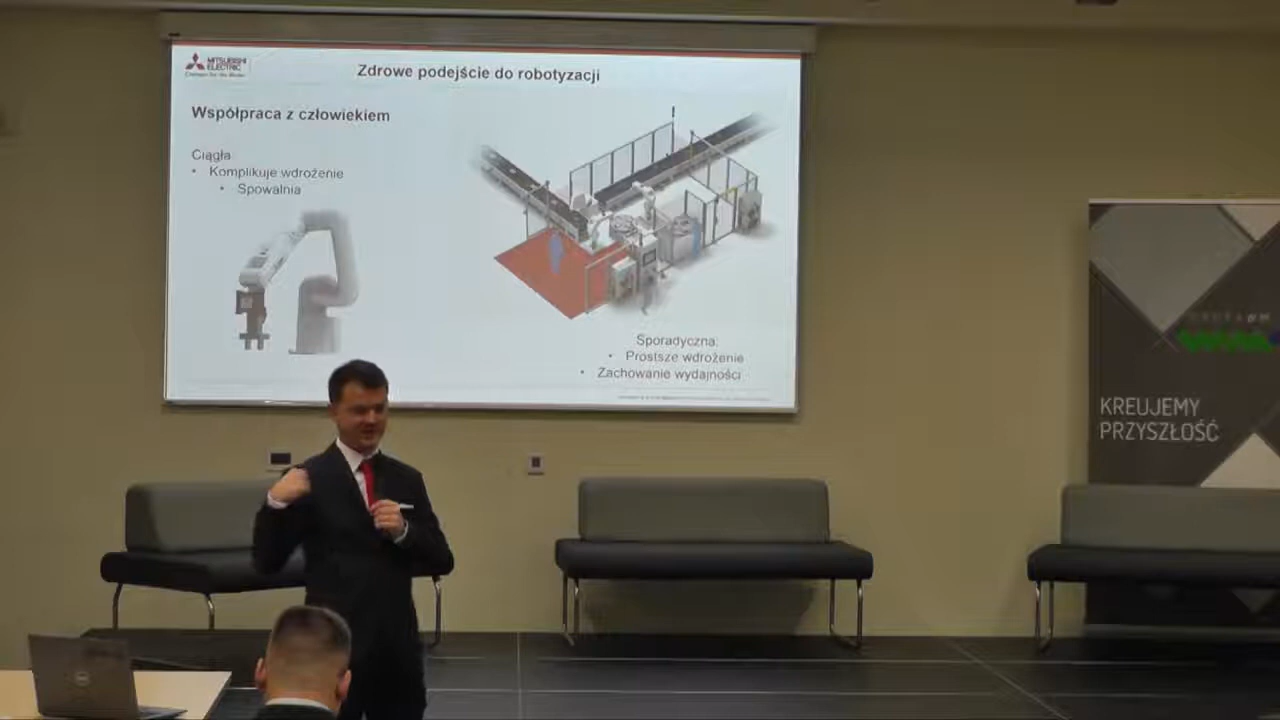 MITSUBISHI
ELECTRIC
Changes for the Better
Zdrowe podejście do robotyzacji
Współpraca z człowiekiem
Ciągła
• Komplikuje wdrożenie
• Spowalnia
Sporadyczna:
• Prostsze wdrożenie
• Zachowanie wydajności
KREUJEMY
PRZYSZŁOŚĆ